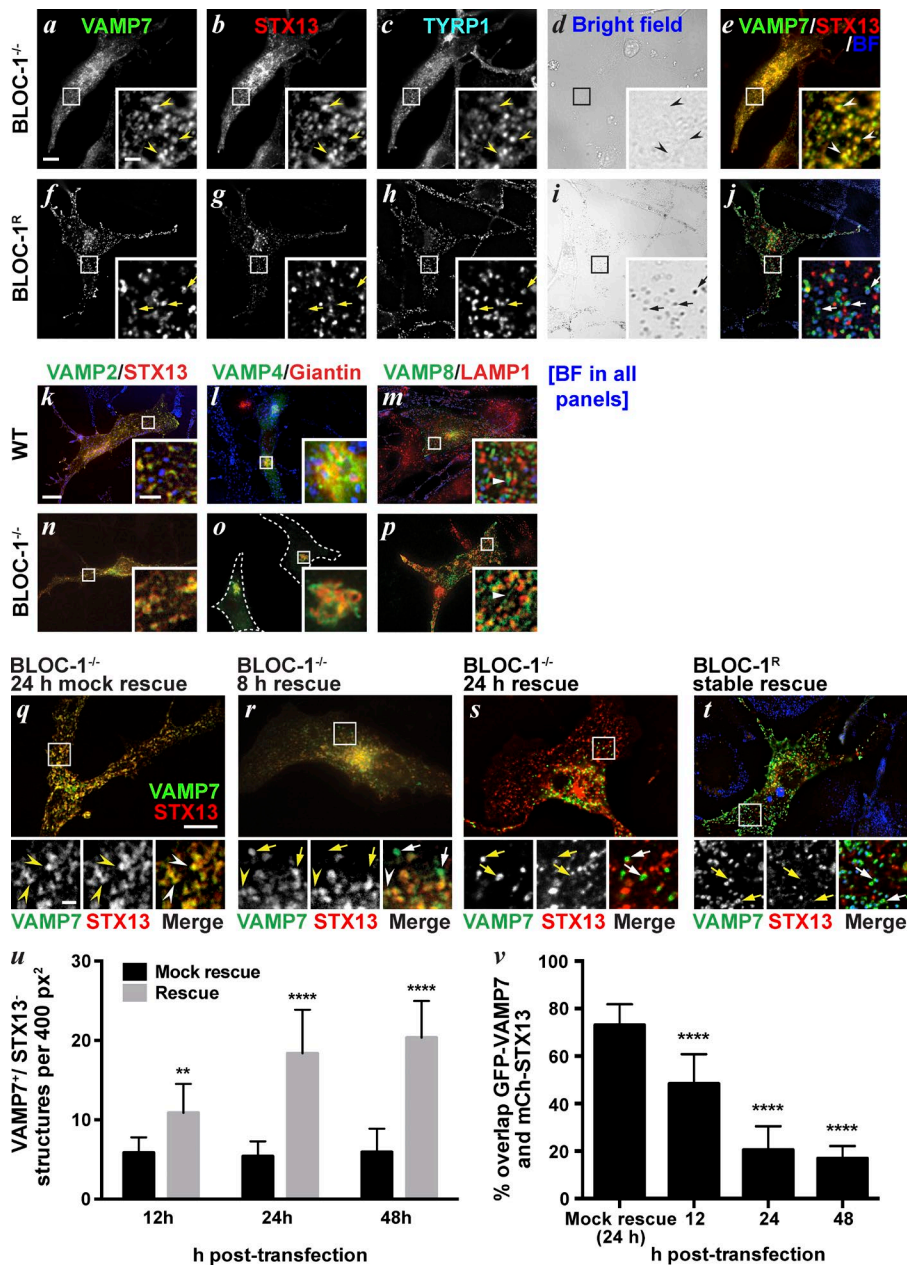 a VAMP7
b STX13
c TYRP1
d Bright field
e VAMP7/STX13
/BF
BLOC-1-/-
f
g
h
i
j
BLOC-1R
VAMP2/STX13
VAMP4/Giantin
VAMP8/LAMP1
[BF in all
panels]
k
l
m
WT
n
o
p
BLOC-1-/-
BLOC-1-/-
24 h mock rescue
BLOC-1-/-
8 h rescue
BLOC-1-/-
24 h rescue
BLOC-1R
stable rescue
q
VAMP7
STX13
r
s
t
VAMP7 STX13 Merge
VAMP7 STX13 Merge
VAMP7 STX13 Merge
VAMP7 STX13 Merge
u
VAMP7+/ STX13-
structures per 400 px2
30
20
10
0
Mock rescue
Rescue
**
****
****
12h
24h
48h
h post-transfection
v
% overlap GFP-VAMP7
and mCh-STX13
100
80
60
40
20
0
****
****
****
Mock rescue
(24 h)
12
24
48
h post-transfection